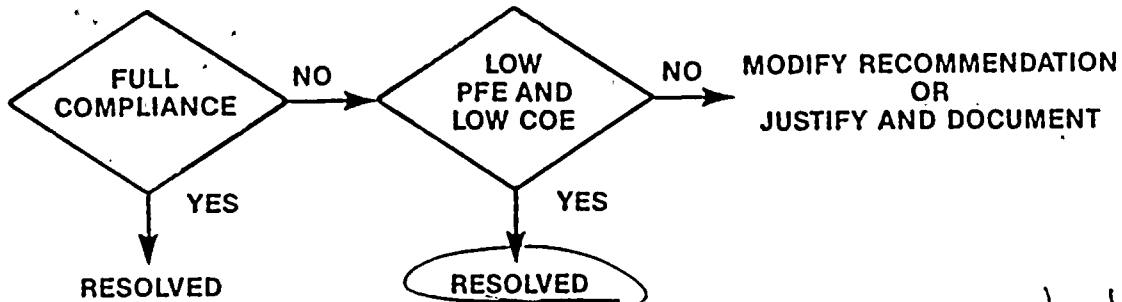 FULL
COMPLIANCE
NO
LOW
PFE AND
LOW COE
NO
MODIFY RECOMMENDATION
OR
JUSTIFY AND DOCUMENT
YES
RESOLVED
YES
RESOLVED